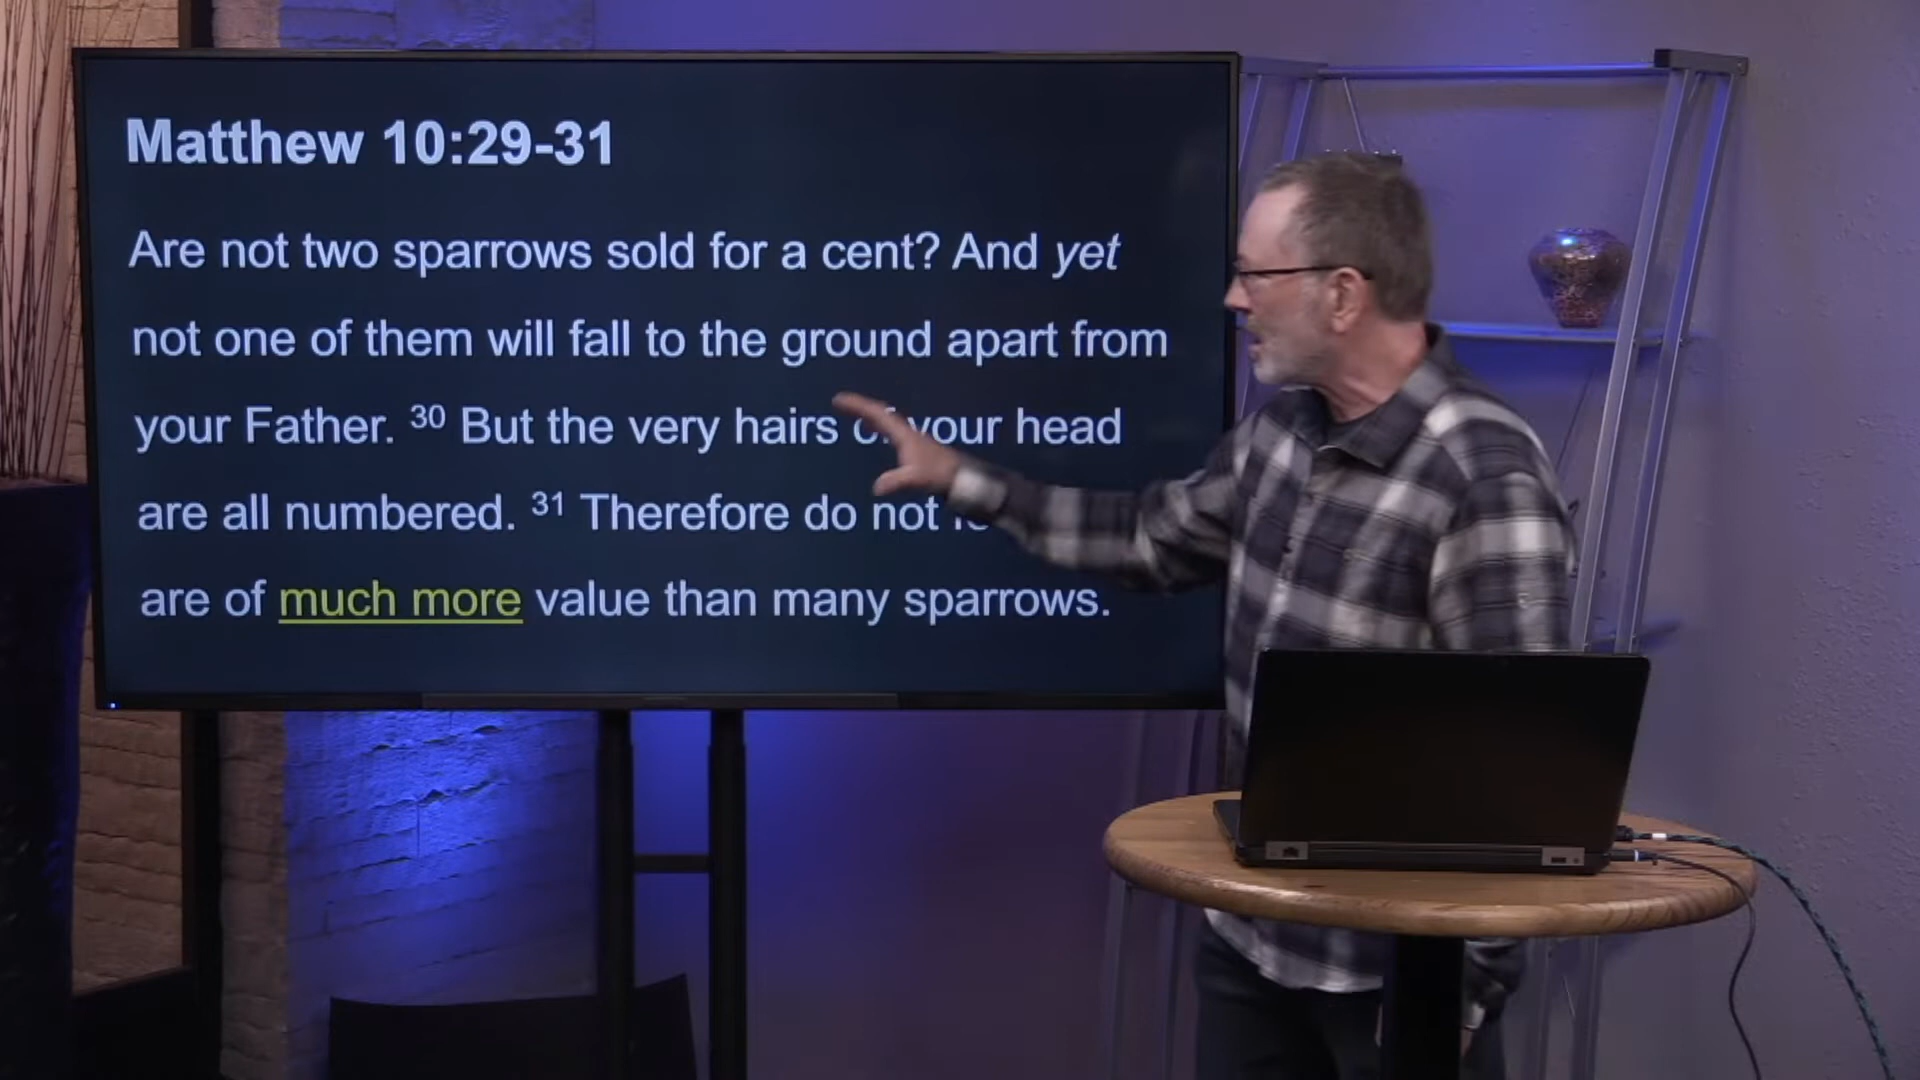 Matthew 10:29-31
Are not two sparrows sold for a cent? And yet
not one of them will fall to the ground apart from
your Father. 30 But the very hairs of your head
are all numbered. 31 Therefore do not
are of much more value than many sparrows.